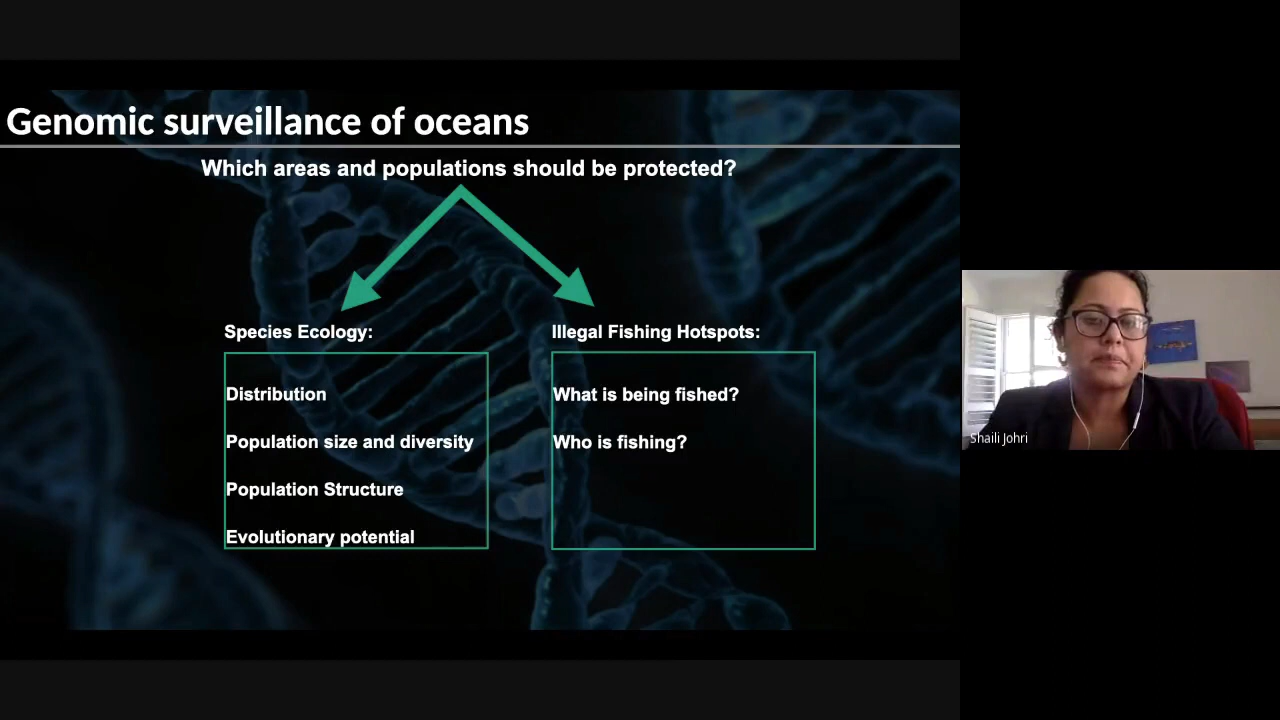 Genomic surveillance of oceans
Which areas and populations should be protected?
Species Ecology:
Distribution
Population size and diversity
Population Structure
Evolutionary potential
Illegal Fishing Hotspots:
What is being fished?
Who is fishing?
Shaili Johri